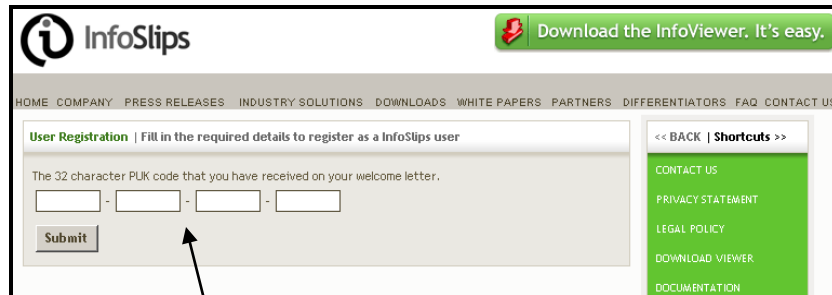 InfoSlips
Download the InfoViewer. It's easy.
HOME COMPANY PRESS RELEASES INDUSTRY SOLUTIONS DOWNLOADS WHITE PAPERS PARTNERS DIFFERENTIATORS FAQ CONTACT US
User Registration | Fill in the required details to register as a InfoSlips user
<< BACK | Shortcuts >>
The 32 character PUK code that you have received on your welcome letter.
- - -
Submit
CONTACT US
PRIVACY STATEMENT
LEGAL POLICY
DOWNLOAD VIEWER
DOCUMENTATION